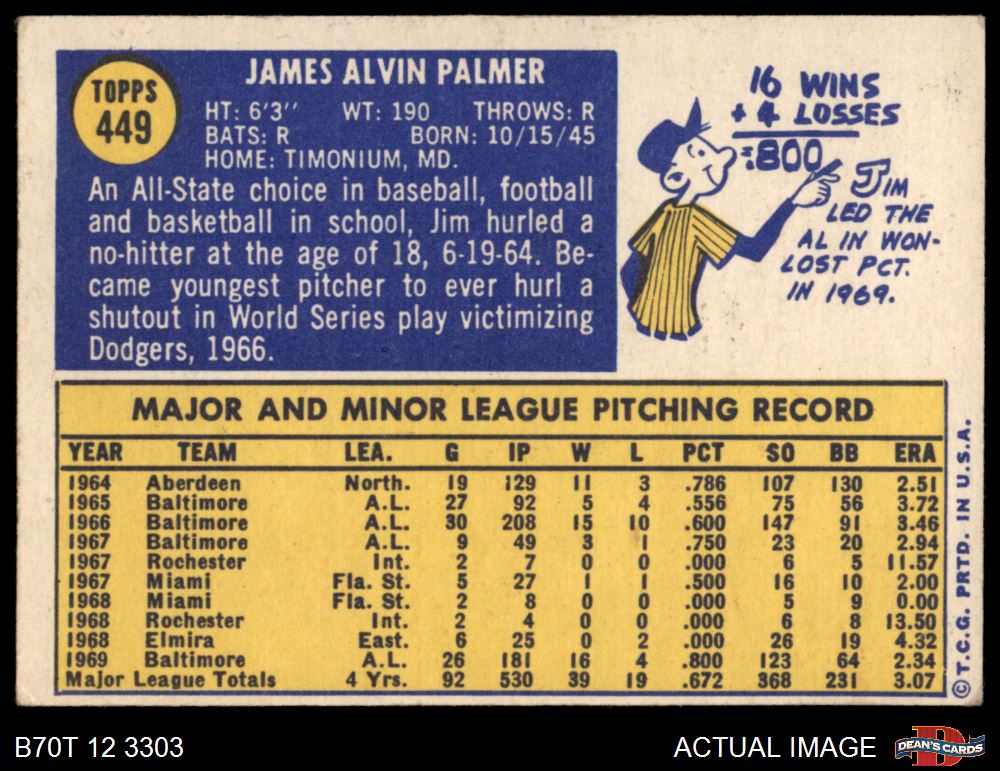 TOPPS
449
JAMES ALVIN PALMER
HT: 6'3" WT: 190 THROWS: R
BATS: R BORN: 10/15/45
HOME: TIMONIUM, MD.
An All-State choice in baseball, football
and basketball in school, Jim hurled a
no-hitter at the age of 18, 6-19-64. Be-
came youngest pitcher to ever hurl a
shutout in World Series play victimizing
Dodgers, 1966.
16 WINS
+ 4 LOSSES
=.800
JIM
LED THE
AL IN WON-
LOST PCT.
IN 1969.
MAJOR AND MINOR LEAGUE PITCHING RECORD
YEAR TEAM LEA. G IP W L PCT SO BB ERA
1964 Aberdeen North. 19 129 11 3 .786 107 130 2.51
1965 Baltimore A.L. 27 92 5 4 .556 75 56 3.72
1966 Baltimore A.L. 30 208 15 10 .600 147 91 3.46
1967 Baltimore A.L. 9 49 3 1 .750 23 20 2.94
1967 Rochester Int. 2 7 0 0 .000 6 5 11.57
1967 Miami Fla. St. 5 27 1 1 .500 16 10 2.00
1968 Miami Fla. St. 2 8 0 0 .000 5 9 0.00
1968 Rochester Int. 2 4 0 0 .000 6 8 13.50
1968 Elmira East. 6 25 0 2 .000 26 19 4.32
1969 Baltimore A.L. 26 181 16 4 .800 123 64 2.34
Major League Totals 4 Yrs. 92 530 39 19 .672 368 231 3.07
© T.C.G. PRTD. IN U.S.A.
B70T 12 3303
ACTUAL IMAGE
D
DEAN'S CARDS